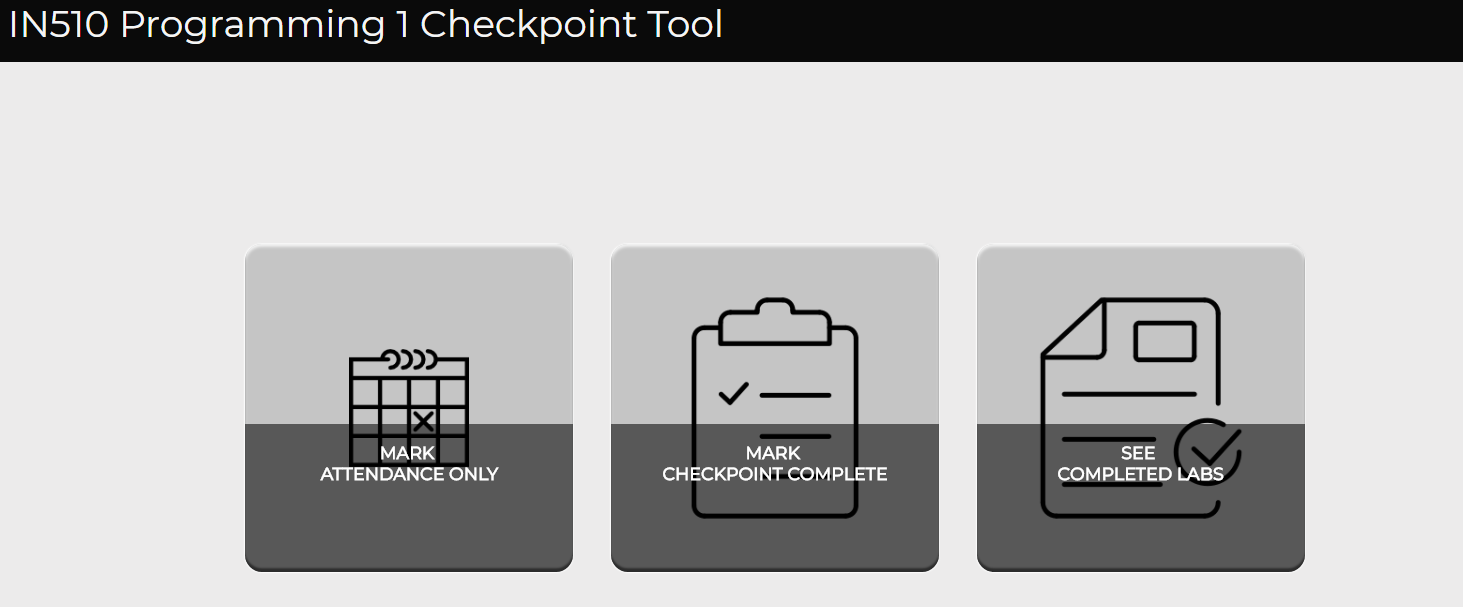 IN510 Programming 1 Checkpoint Tool
MARK
ATTENDANCE ONLY
MARK
CHECKPOINT COMPLETE
SEE
COMPLETED LABS